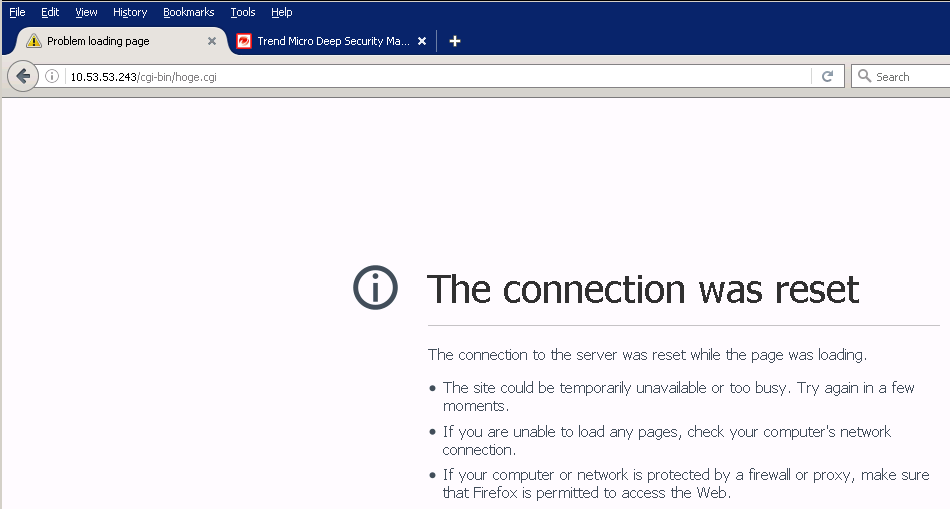 File Edit View History Bookmarks Tools Help
Problem loading page
Trend Micro Deep Security Ma...
10.53.53.243/cgi-bin/hoge.cgi
Search
The connection was reset
The connection to the server was reset while the page was loading.
• The site could be temporarily unavailable or too busy. Try again in a few
moments.
• If you are unable to load any pages, check your computer's network
connection.
• If your computer or network is protected by a firewall or proxy, make sure
that Firefox is permitted to access the Web.